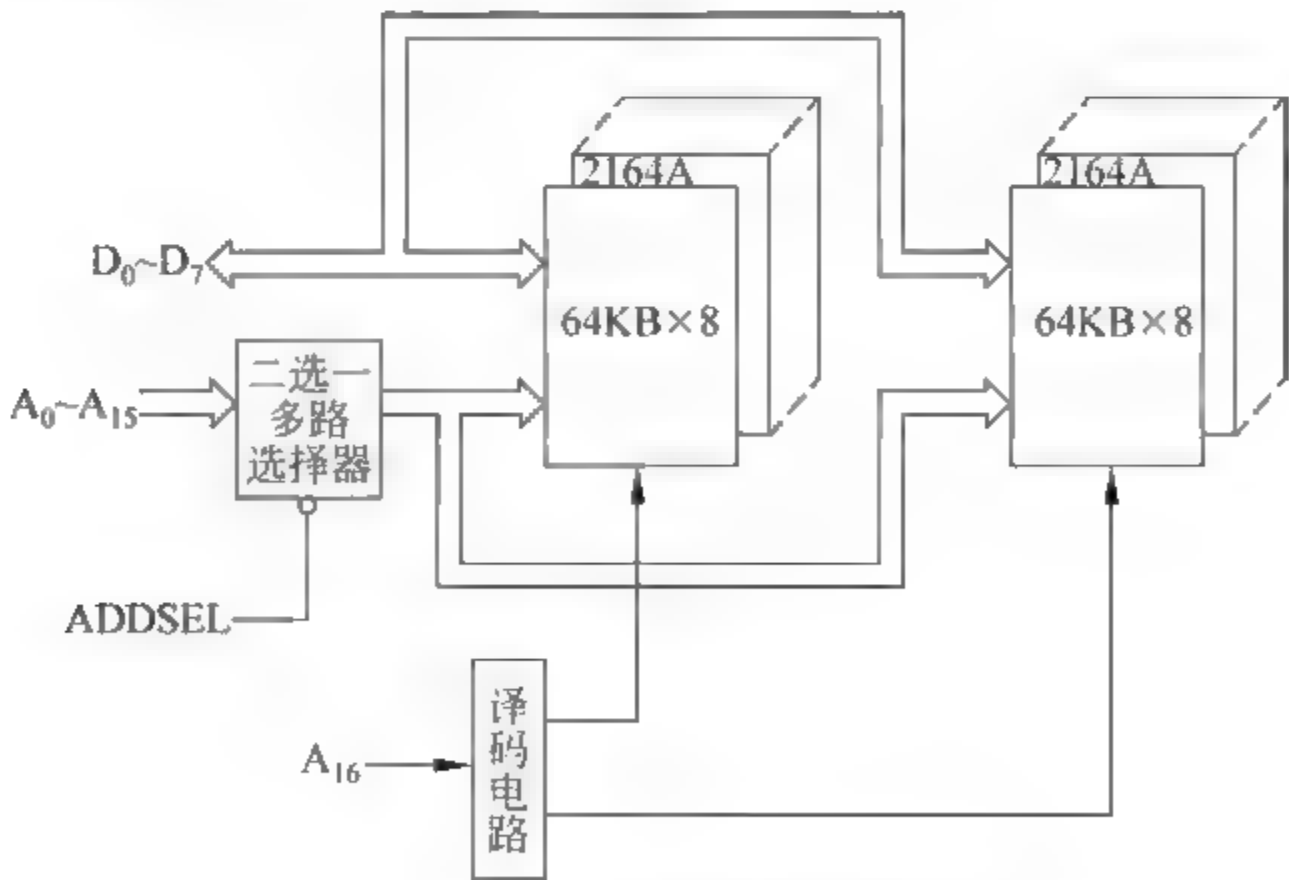 2164A
2164A
D₀~D₇
64KB×8
64KB×8
A₀~A₁₅
二选一
多路
选择器
ADDSEL
A₁₆
译
码
电
路